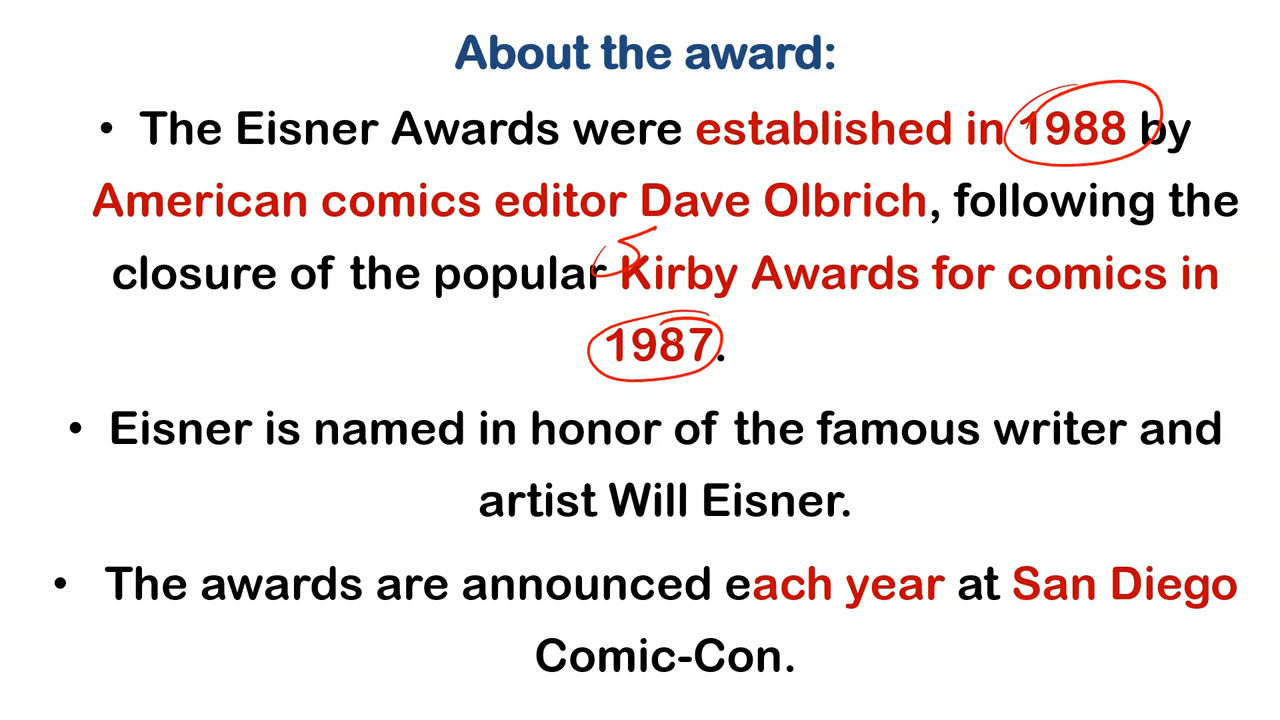 About the award:
• The Eisner Awards were established in 1988 by
American comics editor Dave Olbrich, following the
closure of the popular Kirby Awards for comics in
1987.
• Eisner is named in honor of the famous writer and
artist Will Eisner.
• The awards are announced each year at San Diego
Comic-Con.